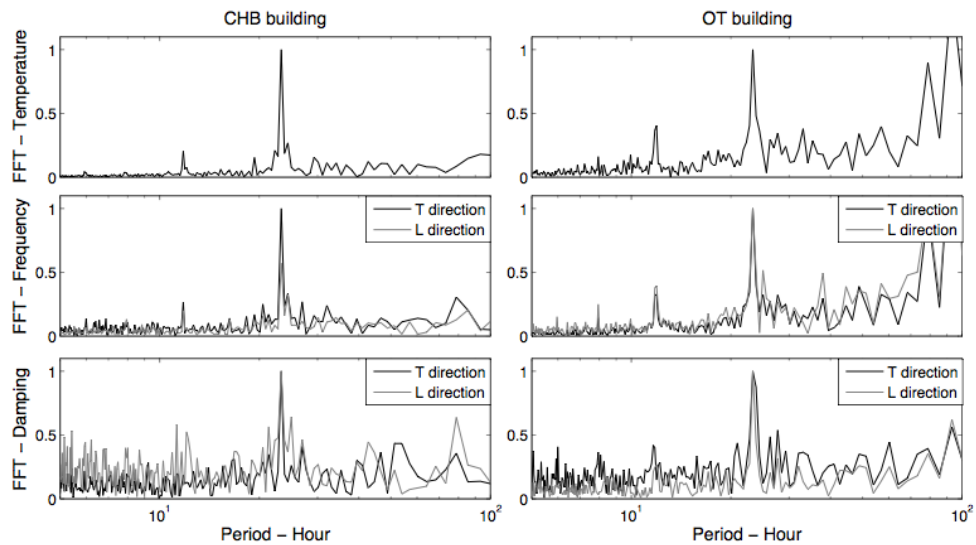 CHB building
OT building
FFT − Temperature
1
0.5
0
1
0.5
0
FFT − Frequency
1
0.5
0
T direction
L direction
1
0.5
0
T direction
L direction
FFT − Damping
1
0.5
0
T direction
L direction
1
0.5
0
T direction
L direction
10^1
10^2
10^1
10^2
Period − Hour
Period − Hour